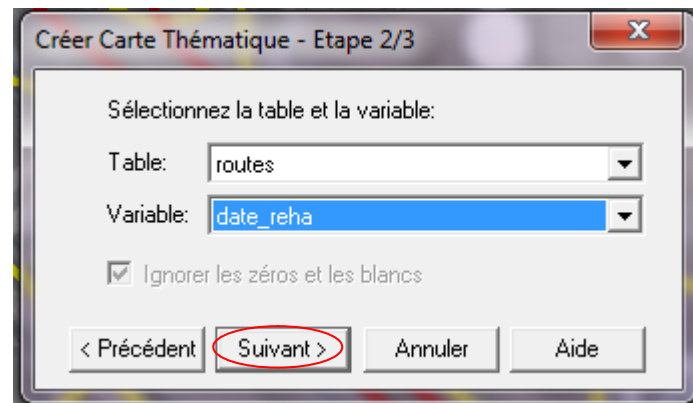 Créer Carte Thématique - Etape 2/3
Sélectionnez la table et la variable:
Table: routes
Variable: date_reha
Ignorer les zéros et les blancs
< Précédent Suivant > Annuler Aide